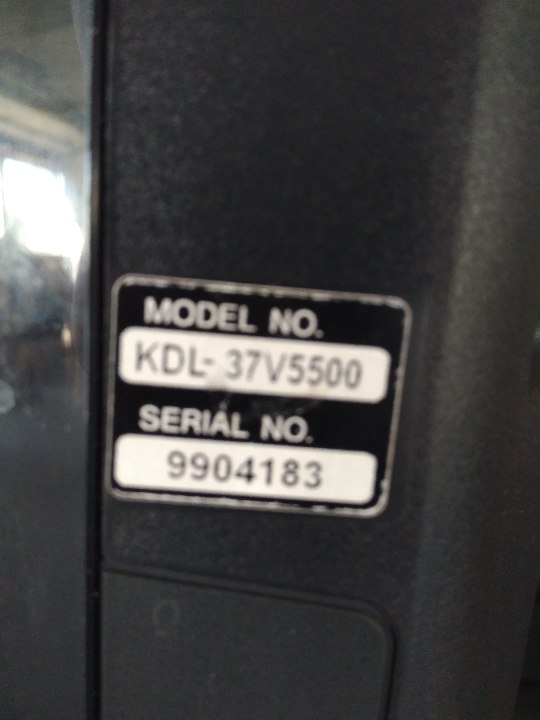 MODEL NO.
KDL- 37V5500
SERIAL NO.
9904183